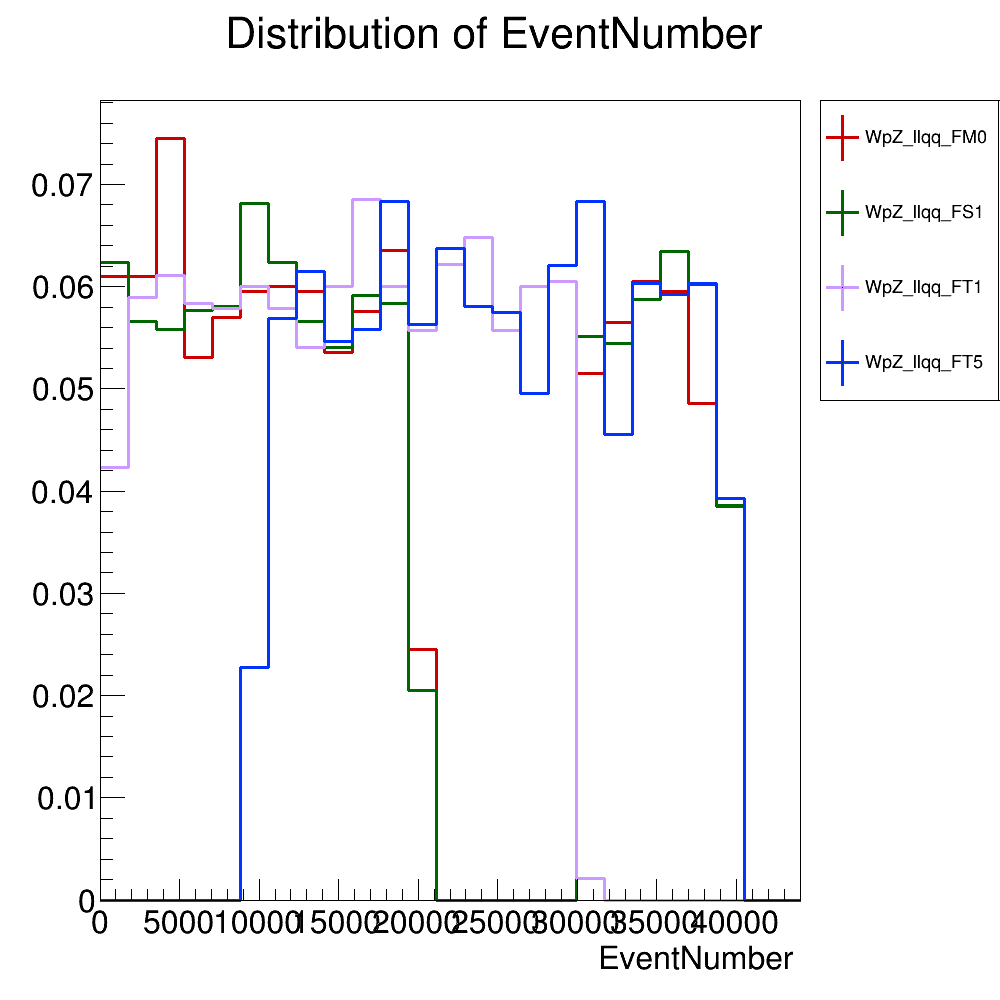 Distribution of EventNumber
0.07
0.06
0.05
0.04
0.03
0.02
0.01
0
0 5000 10000 15000 20000 25000 30000 35000 40000
EventNumber
WpZ_llqq_FM0
WpZ_llqq_FS1
WpZ_llqq_FT1
WpZ_llqq_FT5